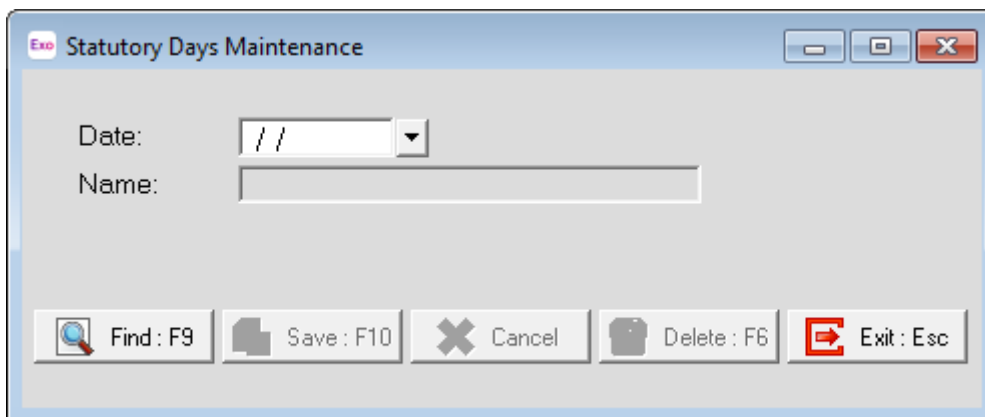 Exo Statutory Days Maintenance
Date: / /
Name:
Find : F9 Save : F10 Cancel Delete : F6 Exit : Esc